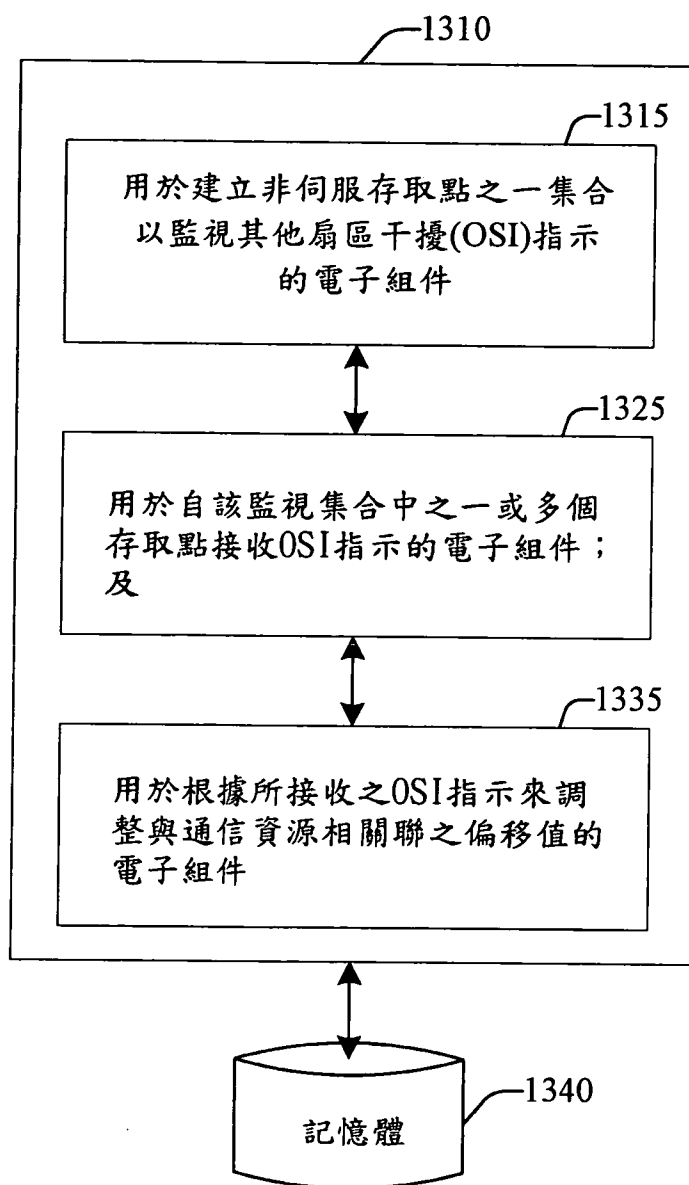 1310
1315
用於建立非伺服存取點之一集合
以監視其他扇區干擾(OSI)指示
的電子組件
1325
用於自該監視集合中之一或多個
存取點接收OSI指示的電子組件；
及
1335
用於根據所接收之OSI指示來調
整與通信資源相關聯之偏移值的
電子組件
1340
記憶體